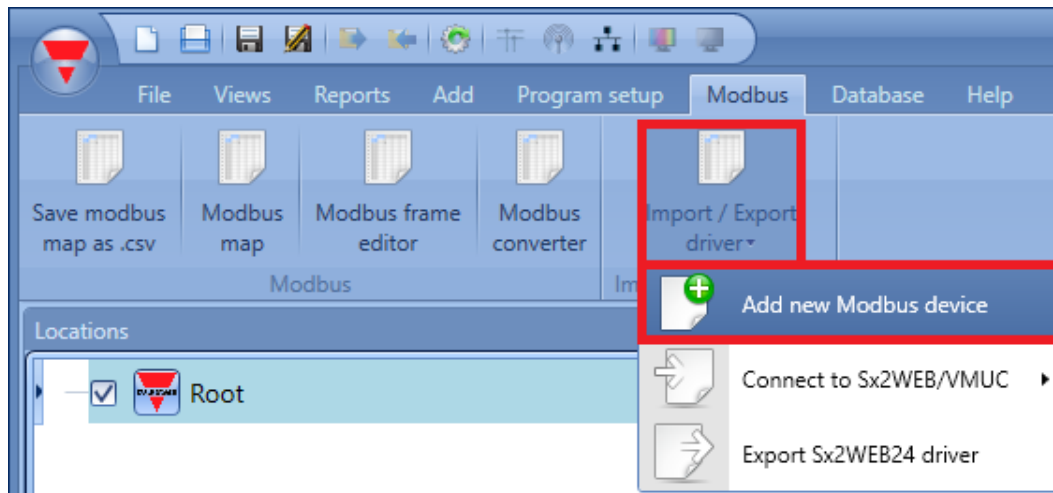 File Views Reports Add Program setup Modbus Database Help
Save modbus map as .csv
Modbus map
Modbus frame editor
Modbus converter
Import / Export driver
Modbus
Im
Add new Modbus device
Locations
Connect to Sx2WEB/VMUC
Root
Export Sx2WEB24 driver